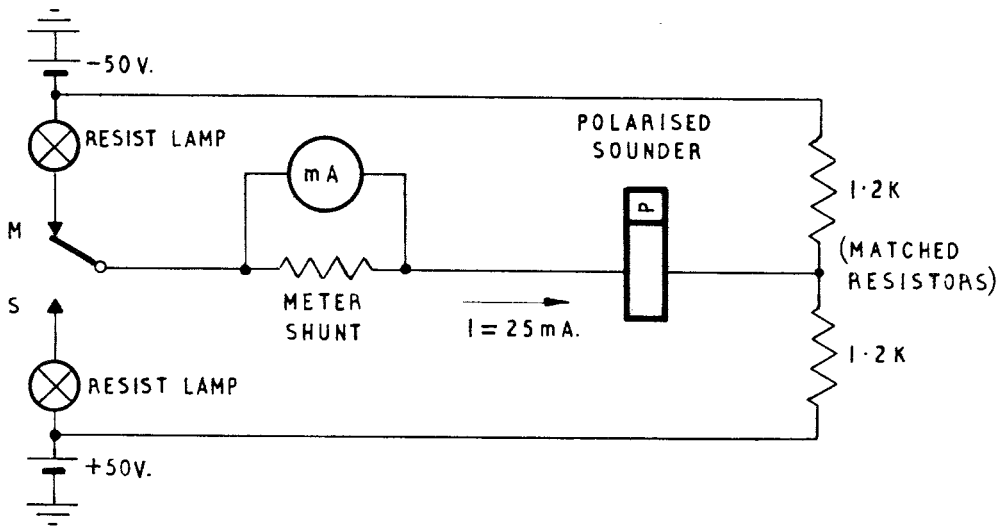 -50V.
RESIST LAMP
mA
POLARISED
SOUNDER
P
1·2K
M
(MATCHED
RESISTORS)
METER
SHUNT
S
I = 25mA.
1·2K
RESIST LAMP
+50V.